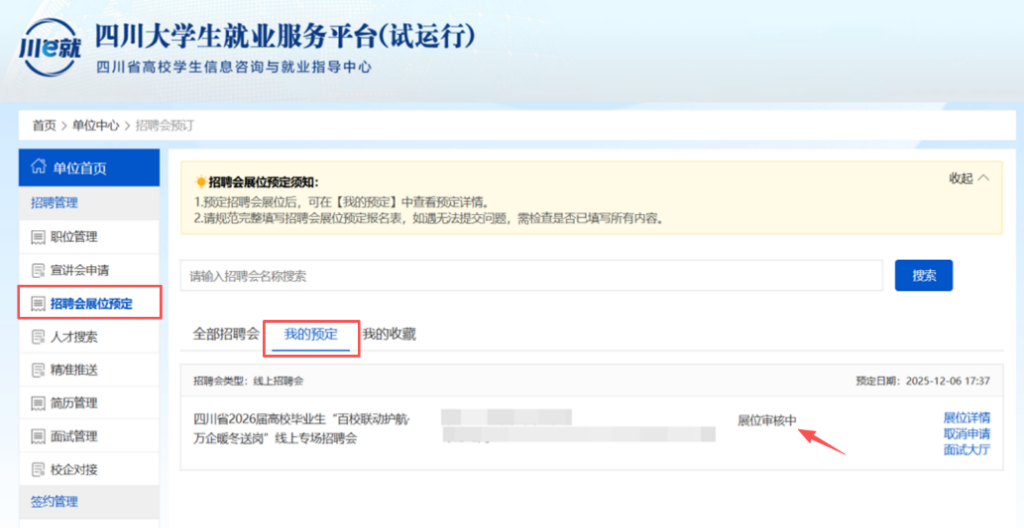 川e就
四川大学生就业服务平台(试运行)
四川省高校学生信息咨询与就业指导中心
首页 > 单位中心 > 招聘会预订
单位首页
招聘管理
职位管理
宣讲会申请
招聘会展位预定
人才搜索
精准推送
简历管理
面试管理
校企对接
签约管理
招聘会展位预定须知:
收起
1.预定招聘会展位后，可在【我的预定】中查看预定详情。
2.请规范完整填写招聘会展位预定报名表，如遇无法提交问题，需检查是否已填写所有内容。
请输入招聘会名称搜索
搜索
全部招聘会 我的预定 我的收藏
招聘会类型：线上招聘会
预定日期：2025-12-06 17:37
四川省2026届高校毕业生“百校联动护航·
万企暖冬送岗”线上专场招聘会
展位审核中
展位详情
取消申请
面试大厅